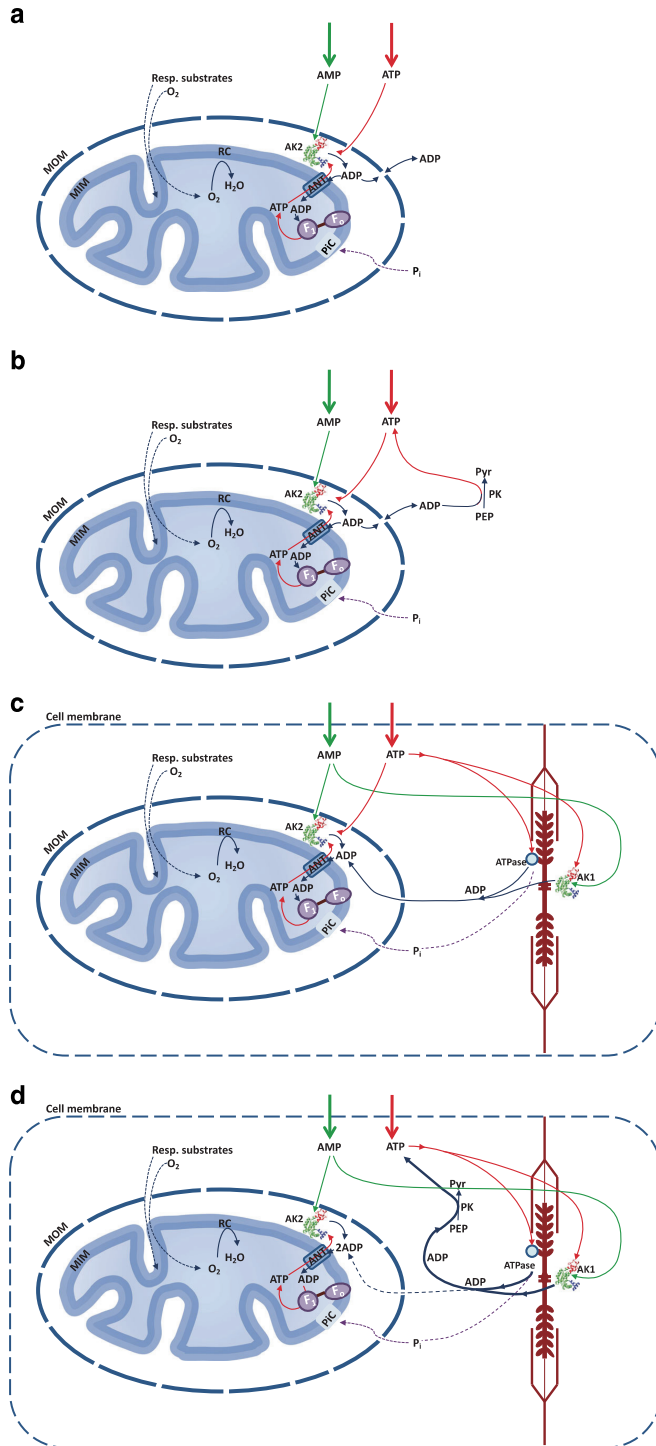 a
AMP
ATP
Resp. substrates
O₂
MOM
MIM
RC
O₂
H₂O
AK2
ADP
ADP
ANT
ATP
ADP
F₁
Fₒ
PiC
Pᵢ
b
AMP
ATP
Resp. substrates
O₂
MOM
MIM
RC
O₂
H₂O
AK2
ADP
ADP
Pyr
PK
PEP
ANT
ATP
ADP
F₁
Fₒ
PiC
Pᵢ
c
Cell membrane
AMP
ATP
Resp. substrates
O₂
MOM
MIM
RC
O₂
H₂O
AK2
ADP
ANT
ATP
ADP
F₁
Fₒ
PiC
Pᵢ
ADP
ATPase
AK1
d
Cell membrane
AMP
ATP
Resp. substrates
O₂
MOM
MIM
RC
O₂
H₂O
AK2
2ADP
ANT
ATP
ADP
F₁
Fₒ
PiC
Pᵢ
Pyr
PK
PEP
ADP
ADP
ATPase
AK1